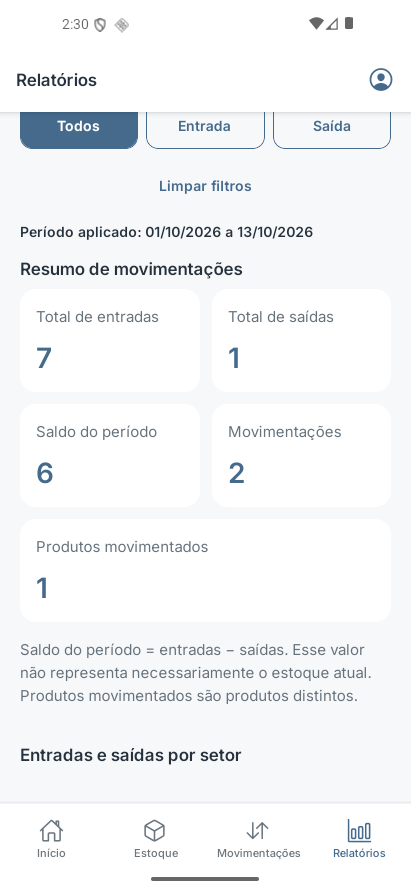 2:30
Relatórios
Todos
Entrada
Saída
Limpar filtros
Período aplicado: 01/10/2026 a 13/10/2026
Resumo de movimentações
Total de entradas
7
Total de saídas
1
Saldo do período
6
Movimentações
2
Produtos movimentados
1
Saldo do período = entradas − saídas. Esse valor
não representa necessariamente o estoque atual.
Produtos movimentados são produtos distintos.
Entradas e saídas por setor
Início
Estoque
Movimentações
Relatórios